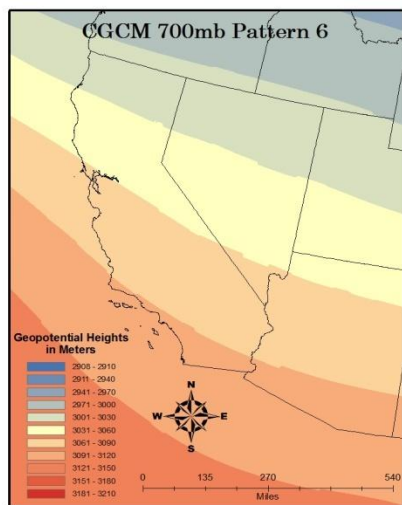 CGCM 700mb Pattern 6
Geopotential Heights
in Meters
2908 - 2910
2911 - 2940
2941 - 2970
2971 - 3000
3001 - 3030
3031 - 3060
3061 - 3090
3091 - 3120
3121 - 3150
3151 - 3180
3181 - 3210
N
W E
S
0 135 270 540
Miles